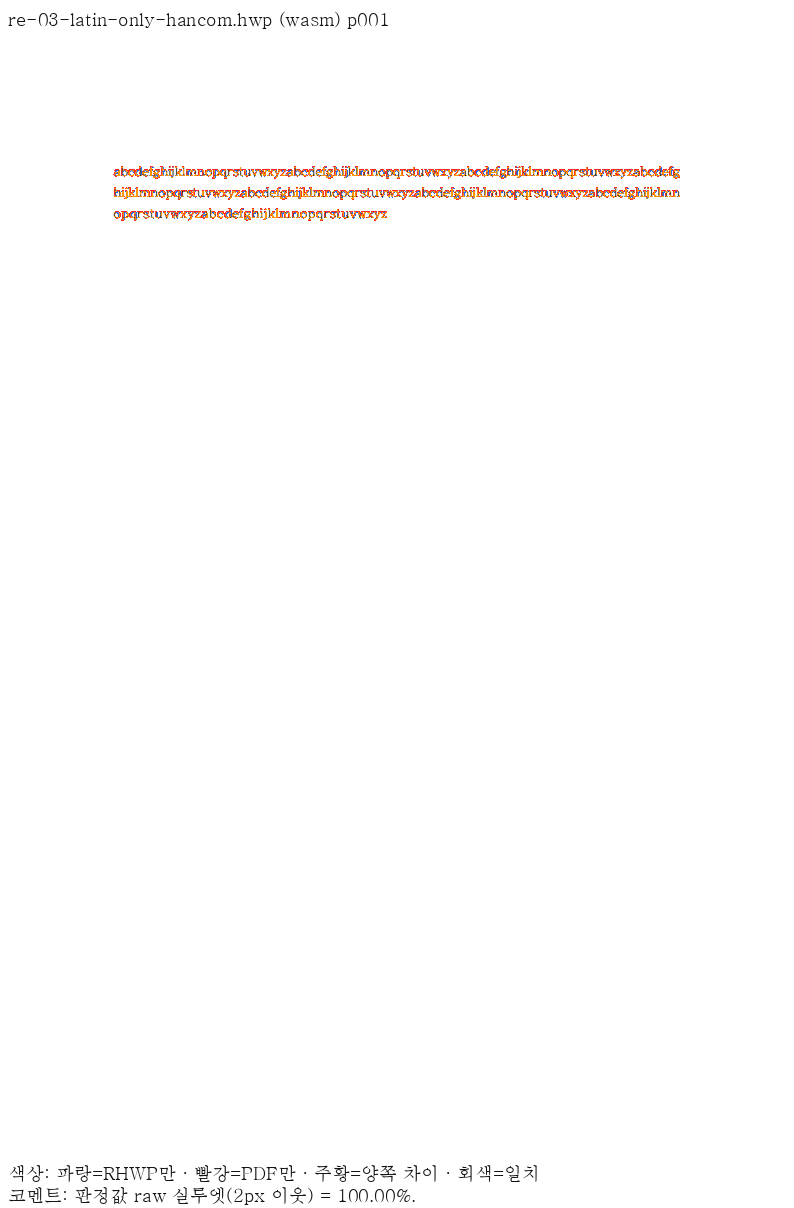 re-03-latin-only-hancom.hwp (wasm) p001
abcdefghijklmnopqrstuvwxyzabcdefghijklmnopqrstuvwxyzabcdefghijklmnopqrstuvwxyzabcdefg
hijklmnopqrstuvwxyzabcdefghijklmnopqrstuvwxyzabcdefghijklmnopqrstuvwxyzabcdefghijklmn
opqrstuvwxyzabcdefghijklmnopqrstuvwxyz
색상: 파랑=RHWP만 · 빨강=PDF만 · 주황=양쪽 차이 · 회색=일치
코멘트: 판정값 raw 실루엣(2px 이웃) = 100.00%.